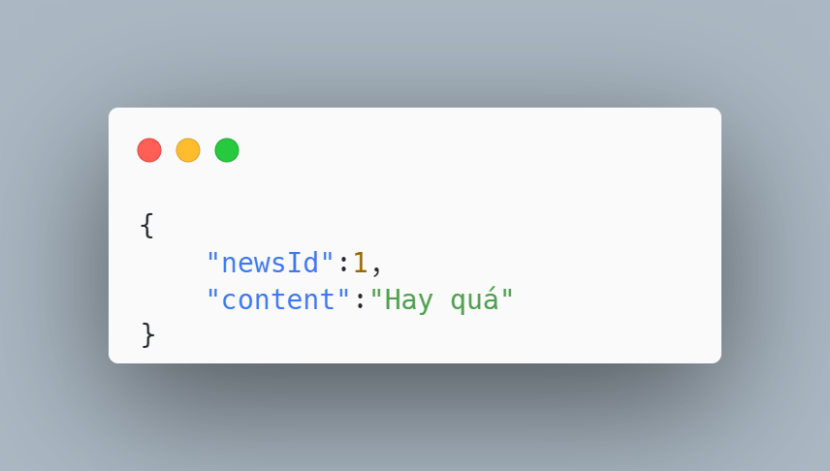 {
    "newsId":1,
    "content":"Hay quá"
}